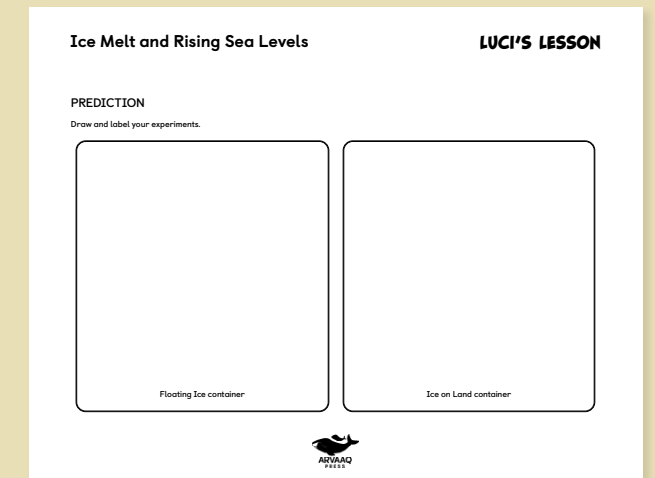 Ice Melt and Rising Sea Levels
LUCI'S LESSON
PREDICTION
Draw and label your experiments.
Floating Ice container
Ice on Land container
ARVAAQ
PRESS